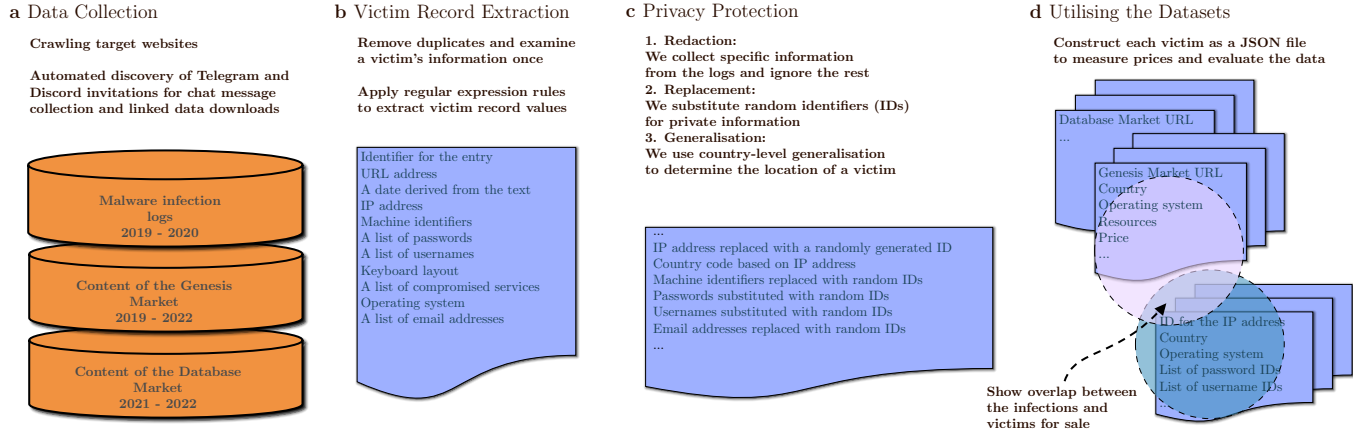 a Data Collection
Crawling target websites
Automated discovery of Telegram and
Discord invitations for chat message
collection and linked data downloads
Malware infection
logs
2019 - 2020
Content of the Genesis
Market
2019 - 2022
Content of the Database
Market
2021 - 2022
b Victim Record Extraction
Remove duplicates and examine
a victim's information once
Apply regular expression rules
to extract victim record values
Identifier for the entry
URL address
A date derived from the text
IP address
Machine identifiers
A list of passwords
A list of usernames
Keyboard layout
A list of compromised services
Operating system
A list of email addresses
c Privacy Protection
1. Redaction:
We collect specific information
from the logs and ignore the rest
2. Replacement:
We substitute random identifiers (IDs)
for private information
3. Generalisation:
We use country-level generalisation
to determine the location of a victim
...
IP address replaced with a randomly generated ID
Country code based on IP address
Machine identifiers replaced with random IDs
Passwords substituted with random IDs
Usernames substituted with random IDs
Email addresses replaced with random IDs
...
d Utilising the Datasets
Construct each victim as a JSON file
to measure prices and evaluate the data
Database Market URL
...
Genesis Market URL
Country
Operating system
Resources
Price
...
ID for the IP address
Country
Operating system
List of password IDs
List of username IDs
...
Show overlap between
the infections and
victims for sale